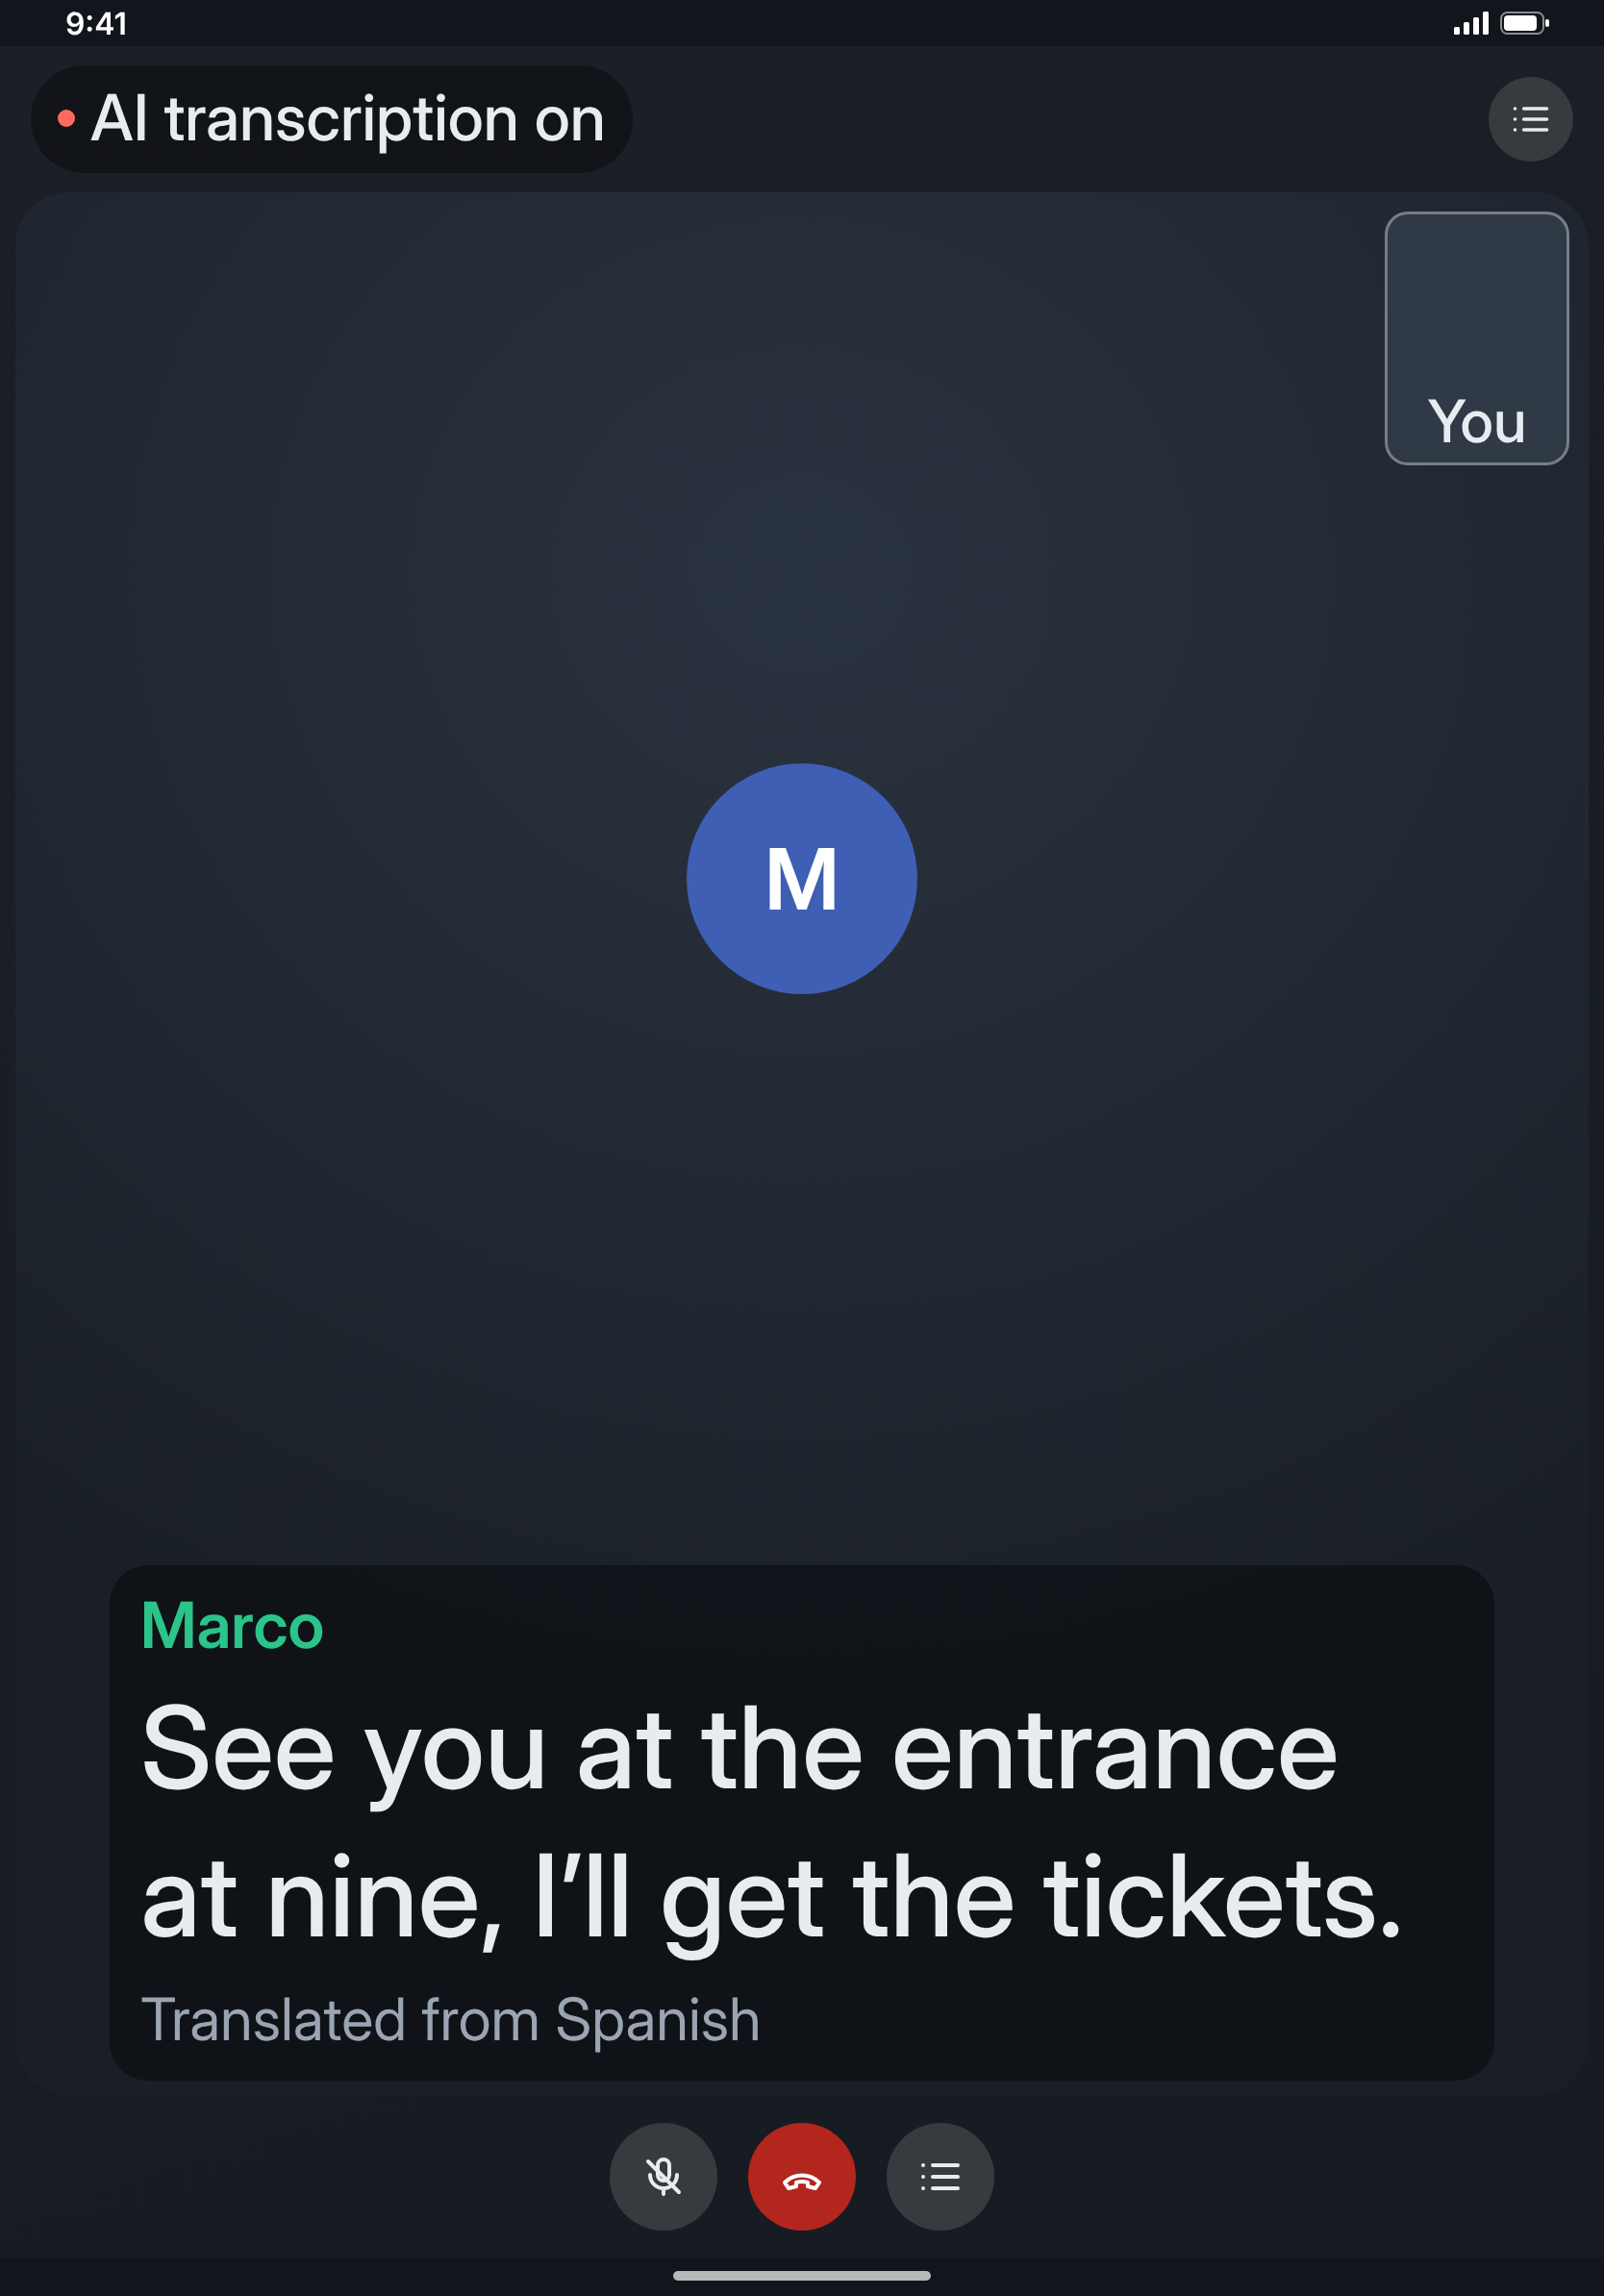 9:41
AI transcription on
You
M
Marco
See you at the entrance
at nine, I’ll get the tickets.
Translated from Spanish